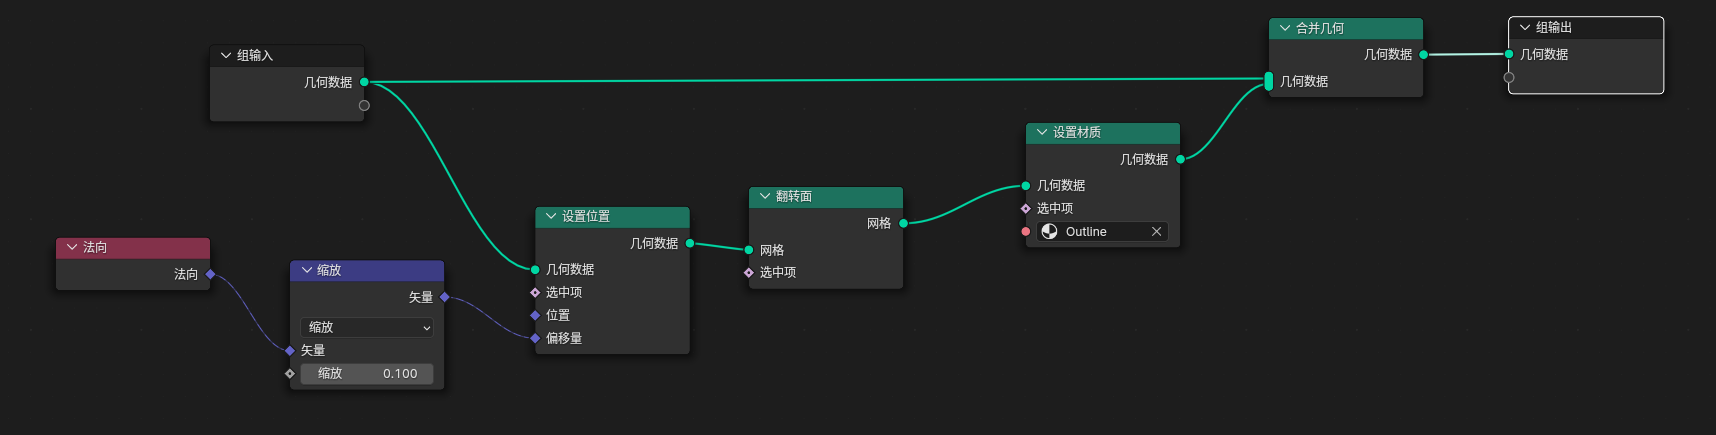 组输入
几何数据
法向
法向
缩放
矢量
缩放
矢量
缩放 0.100
设置位置
几何数据
几何数据
选中项
位置
偏移量
翻转面
网格
网格
选中项
设置材质
几何数据
几何数据
选中项
Outline
合并几何
几何数据
几何数据
组输出
几何数据